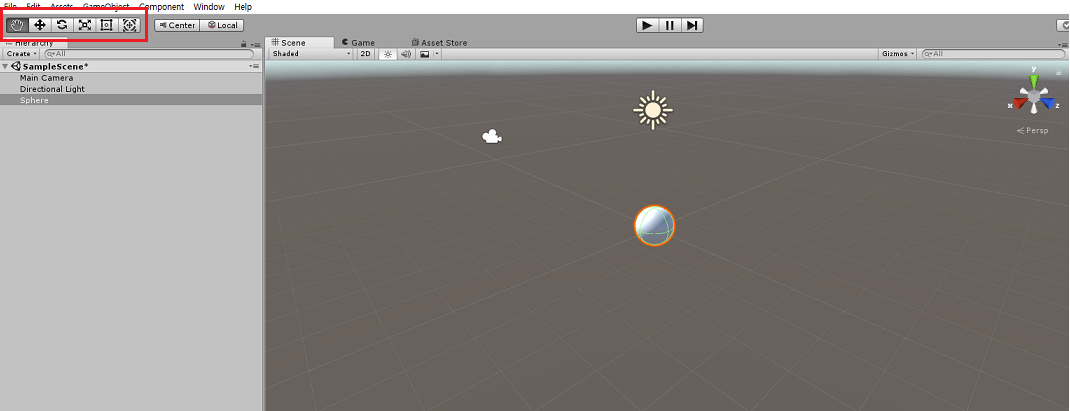 File Edit Assets GameObject Component Window Help
Center Local
Hierarchy
Scene Game Asset Store
Create All
Shaded 2D Gizmos All
SampleScene*
Main Camera
Directional Light
Sphere
y
x z
Persp